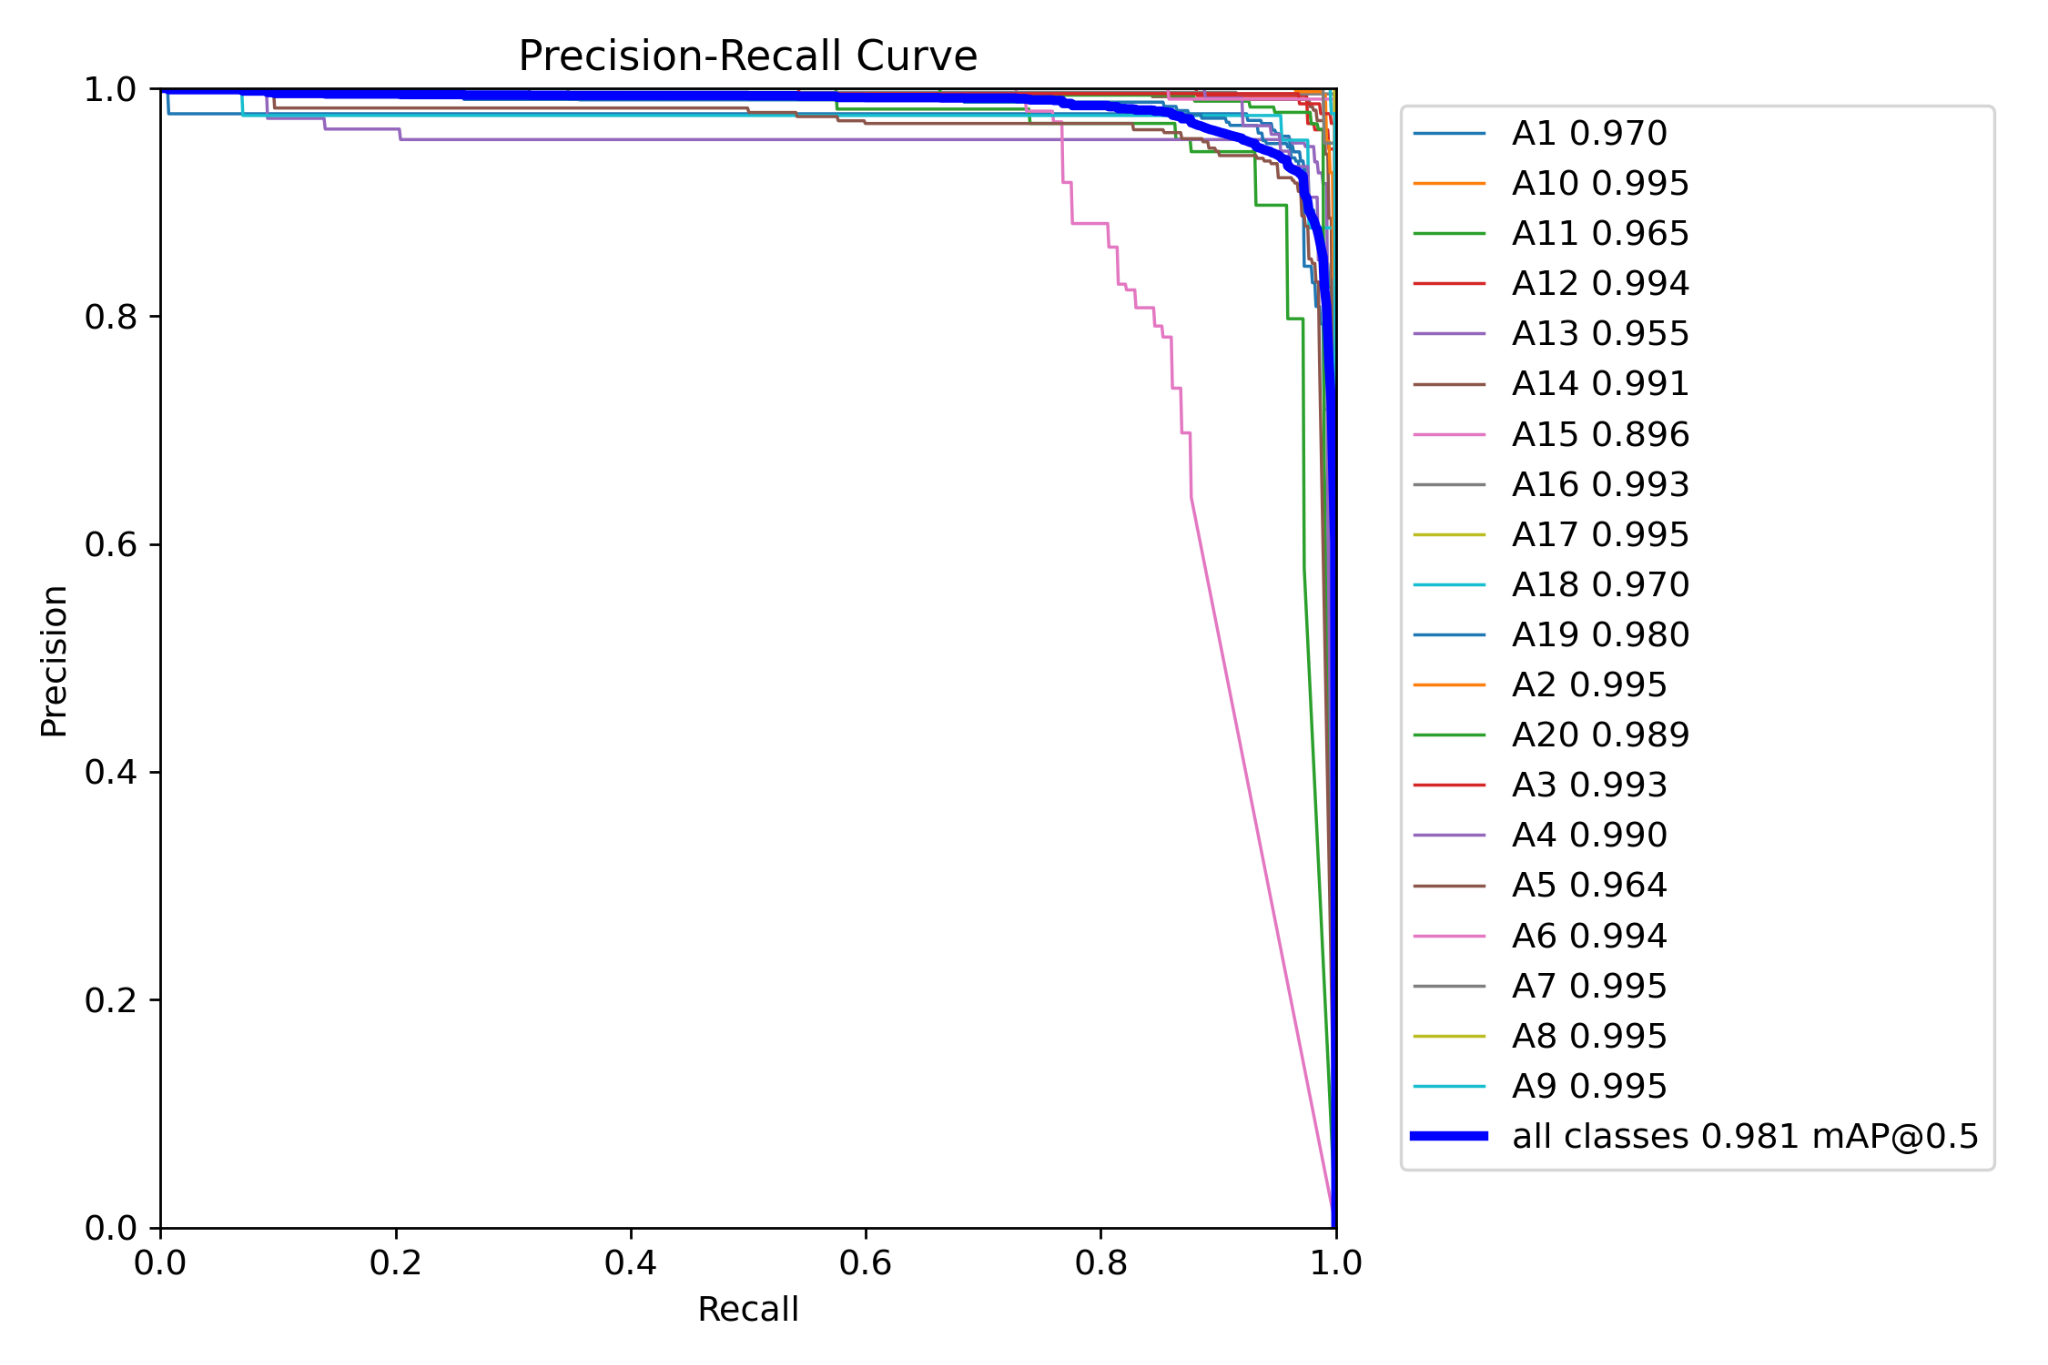 Precision-Recall Curve
1.0
0.8
0.6
0.4
0.2
0.0
Precision
0.0 0.2 0.4 0.6 0.8 1.0
Recall
A1 0.970
A10 0.995
A11 0.965
A12 0.994
A13 0.955
A14 0.991
A15 0.896
A16 0.993
A17 0.995
A18 0.970
A19 0.980
A2 0.995
A20 0.989
A3 0.993
A4 0.990
A5 0.964
A6 0.994
A7 0.995
A8 0.995
A9 0.995
all classes 0.981 mAP@0.5